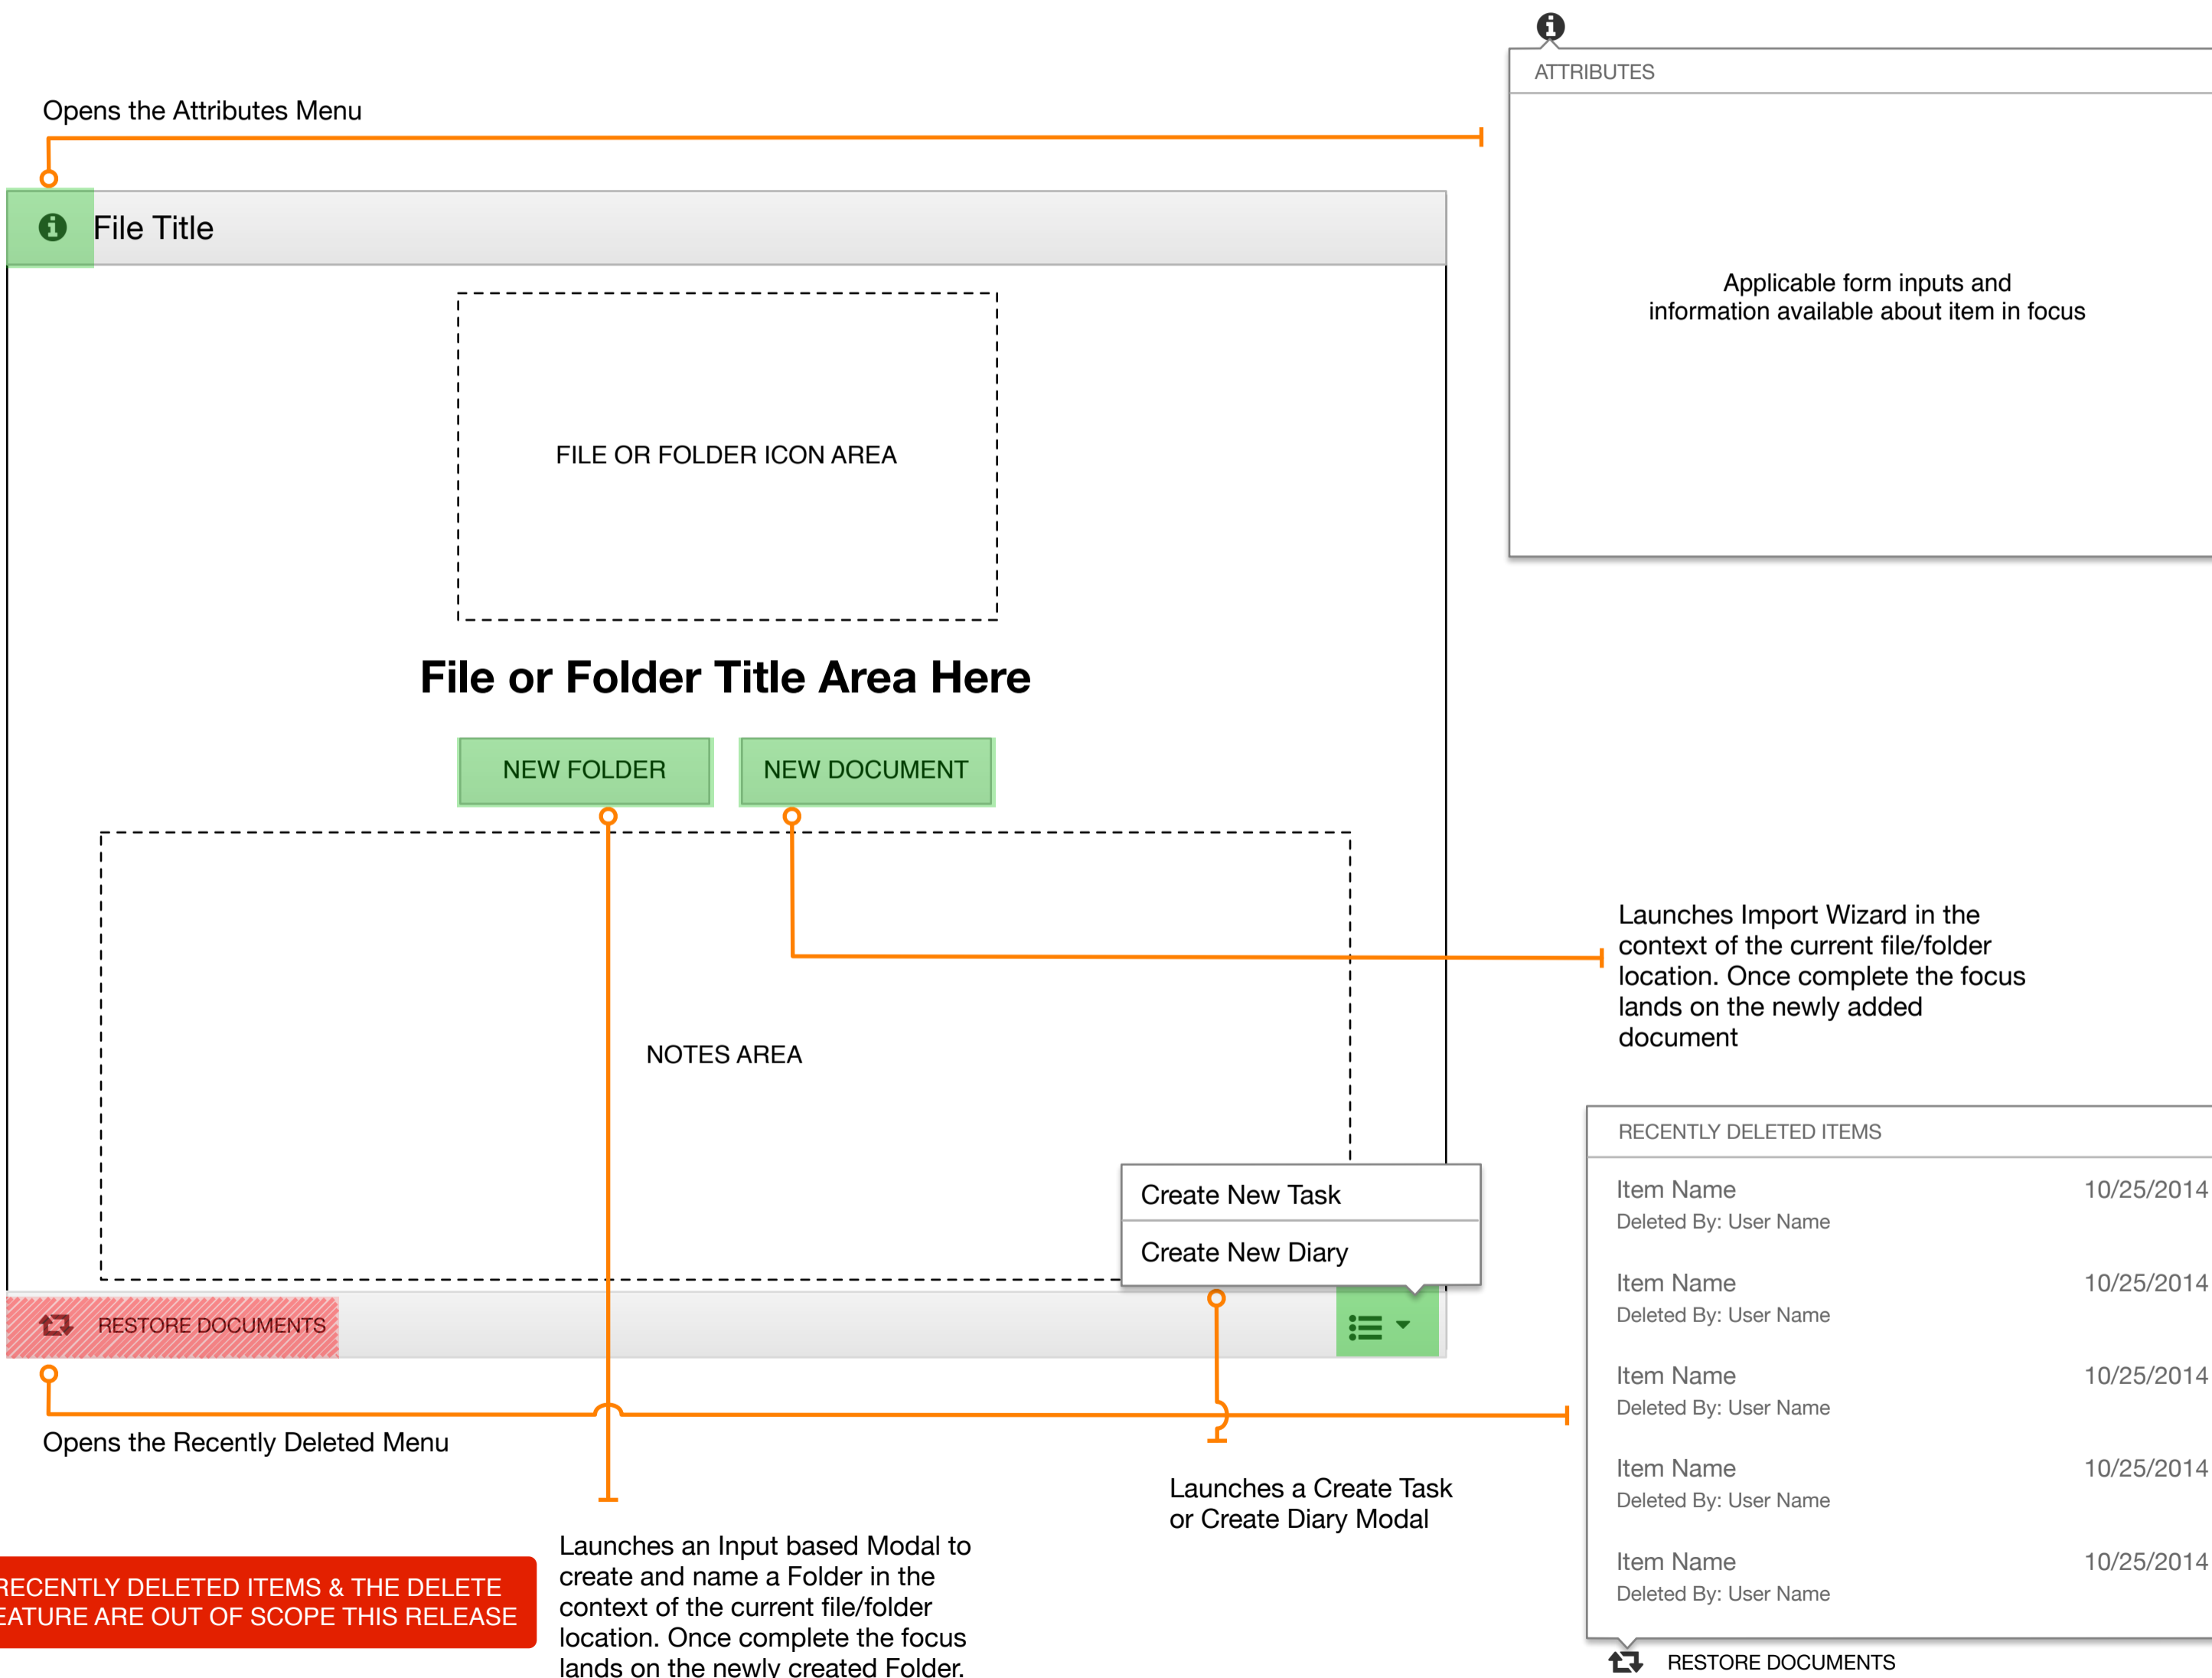 ATTRIBUTES
Opens the Attributes Menu
File Title
Applicable form inputs and
information available about item in focus
FILE OR FOLDER ICON AREA
File or Folder Title Area Here
NEW FOLDER
NEW DOCUMENT
Launches Import Wizard in the
context of the current file/folder
location. Once complete the focus
lands on the newly added
document
NOTES AREA
Create New Task
Create New Diary
RESTORE DOCUMENTS
Opens the Recently Deleted Menu
RECENTLY DELETED ITEMS
Item Name 10/25/2014
Deleted By: User Name
Item Name 10/25/2014
Deleted By: User Name
Item Name 10/25/2014
Deleted By: User Name
Item Name 10/25/2014
Deleted By: User Name
Item Name 10/25/2014
Deleted By: User Name
RESTORE DOCUMENTS
Launches a Create Task
or Create Diary Modal
Launches an Input based Modal to
create and name a Folder in the
context of the current file/folder
location. Once complete the focus
lands on the newly created Folder.
RECENTLY DELETED ITEMS & THE DELETE
EATURE ARE OUT OF SCOPE THIS RELEASE